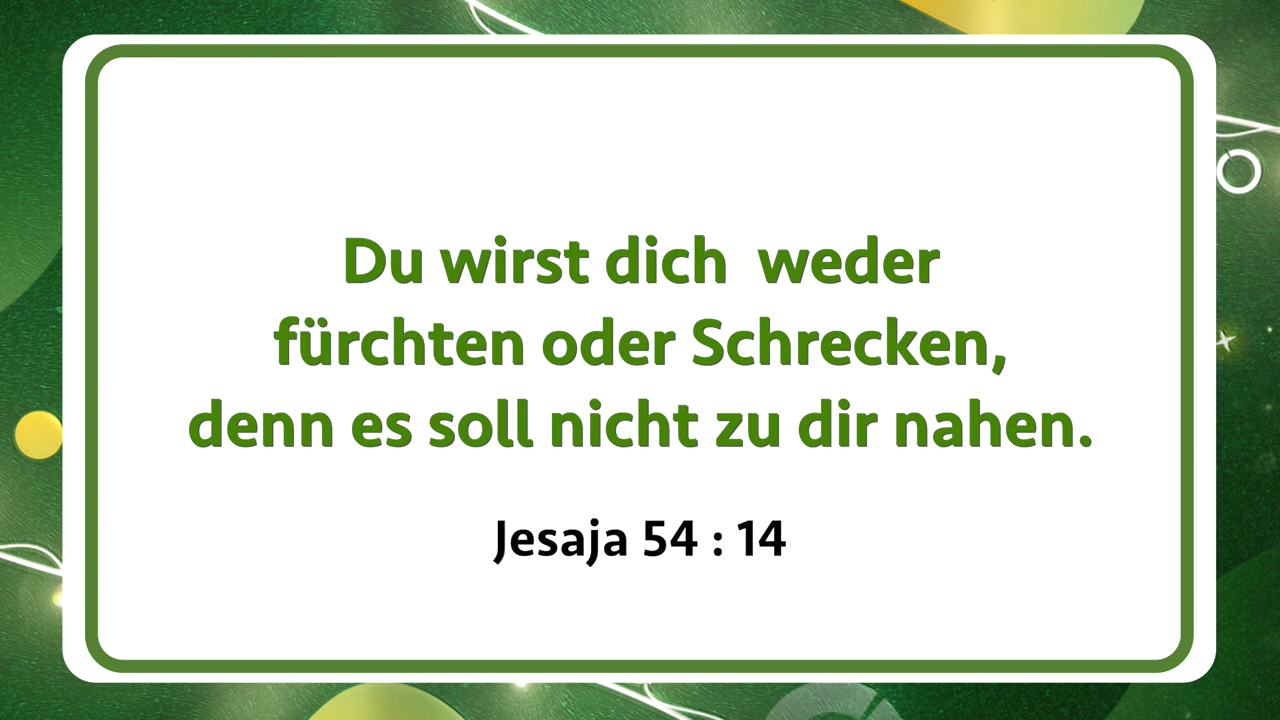 Du wirst dich  weder
fürchten oder Schrecken,
denn es soll nicht zu dir nahen.
Jesaja 54 : 14